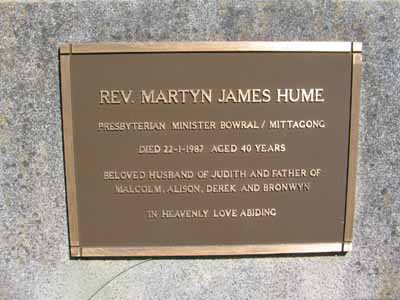 REV. MARTYN JAMES HUME
PRESBYTERIAN MINISTER BOWRAL / MITTAGONG
DIED 22-1-1987 AGED 40 YEARS
BELOVED HUSBAND OF JUDITH AND FATHER OF
MALCOLM, ALISON, DEREK AND BRONWYN
IN HEAVENLY LOVE ABIDING